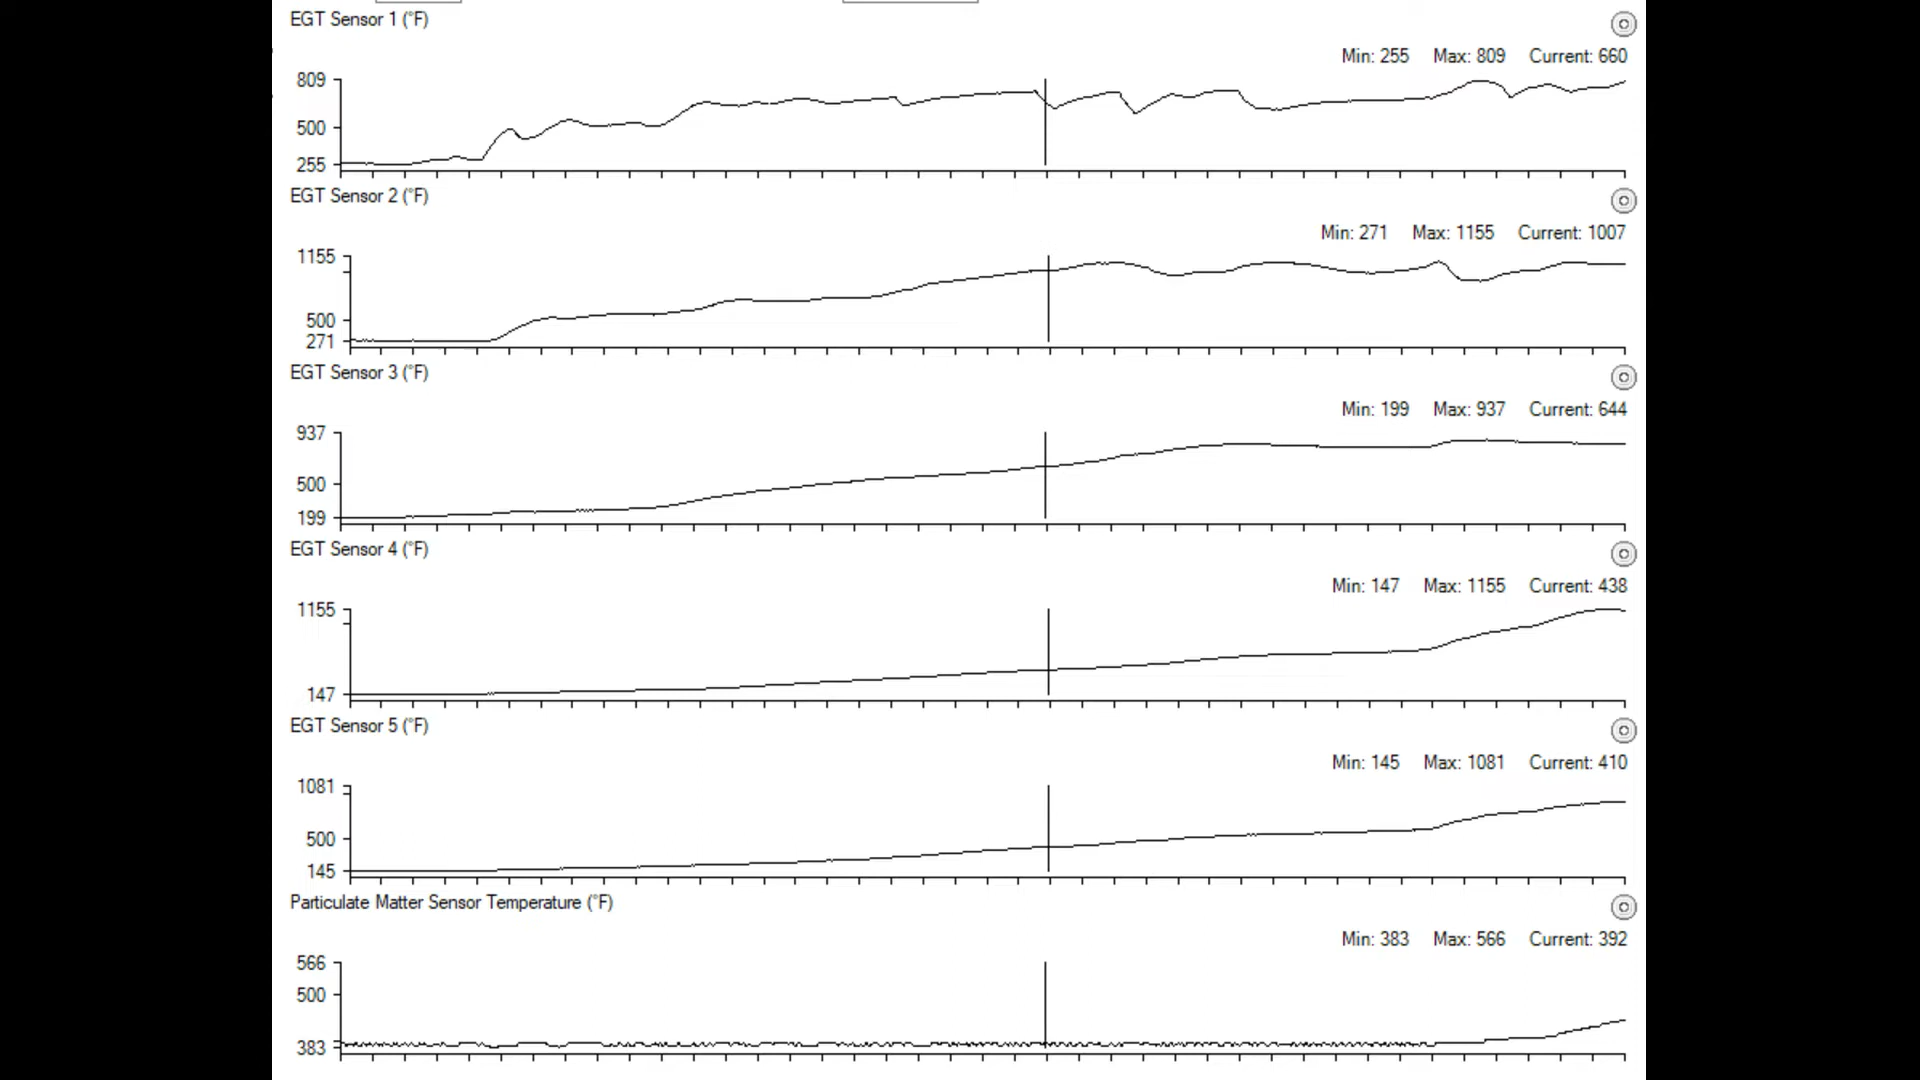 EGT Sensor 1 (°F)
Min: 255 Max: 809 Current: 660
809
500
255
EGT Sensor 2 (°F)
Min: 271 Max: 1155 Current: 1007
1155
500
271
EGT Sensor 3 (°F)
Min: 199 Max: 937 Current: 644
937
500
199
EGT Sensor 4 (°F)
Min: 147 Max: 1155 Current: 438
1155
147
EGT Sensor 5 (°F)
Min: 145 Max: 1081 Current: 410
1081
500
145
Particulate Matter Sensor Temperature (°F)
Min: 383 Max: 566 Current: 392
566
500
383